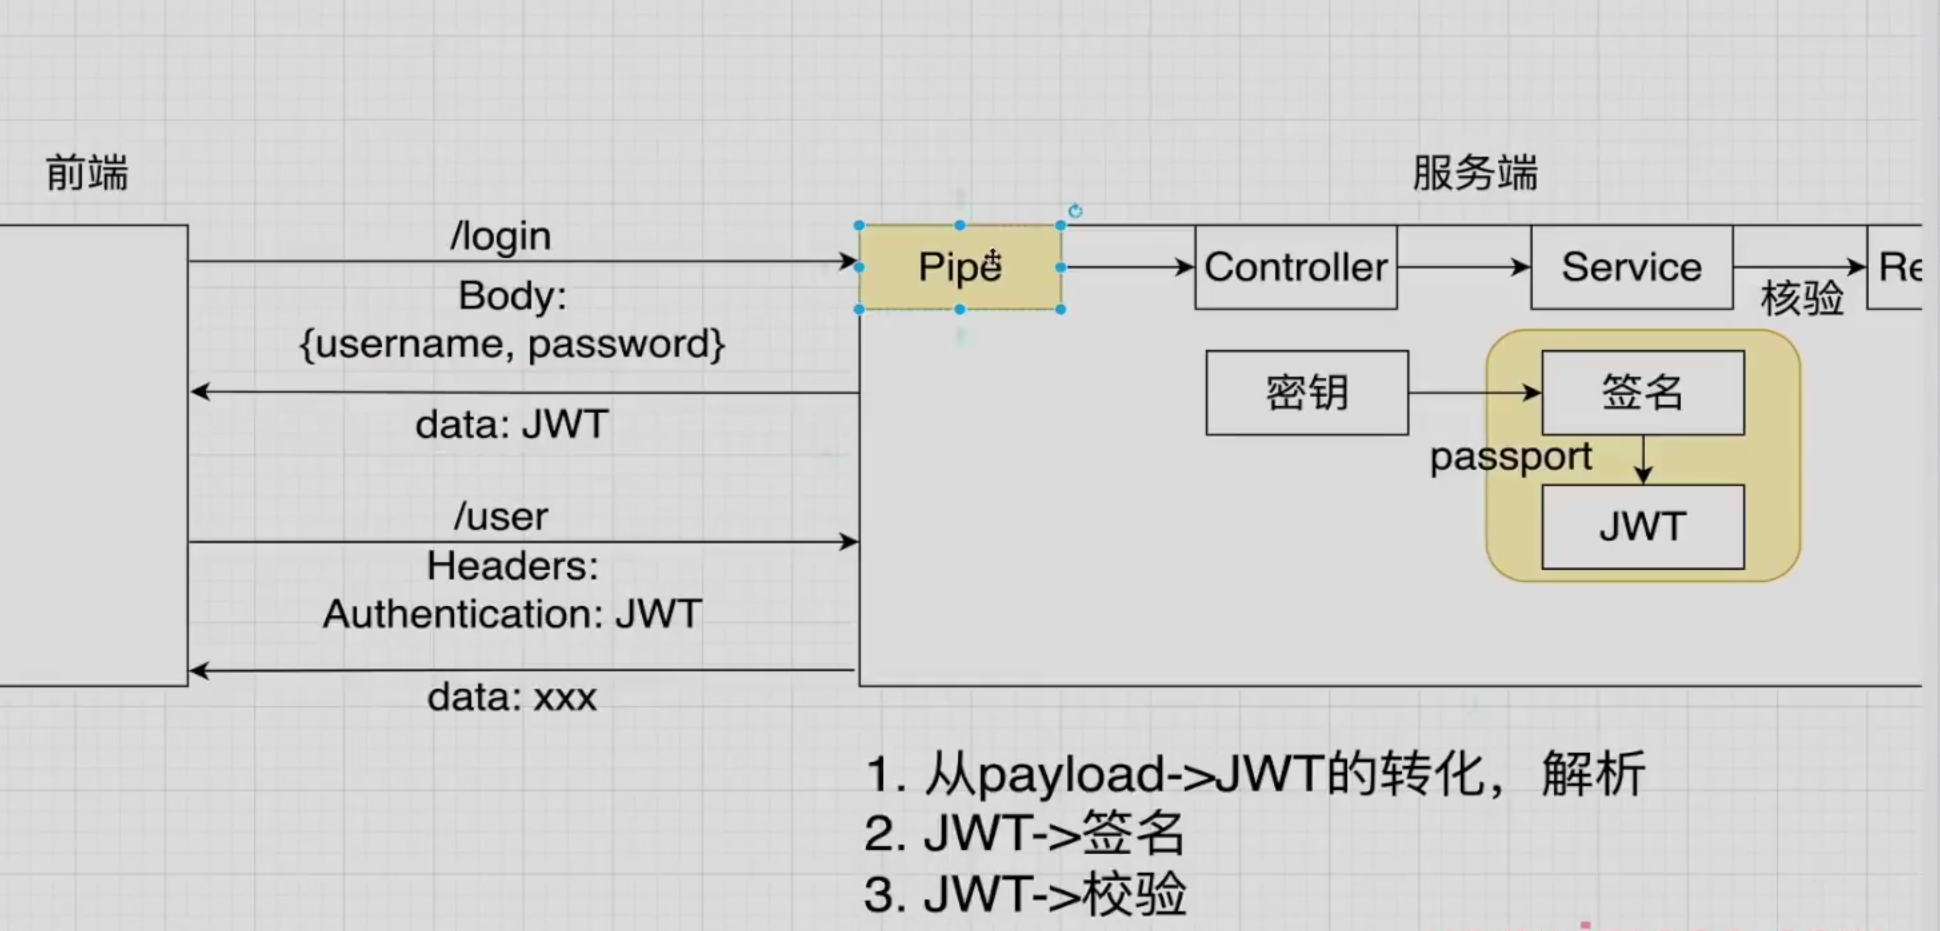 前端
服务端
/login
Body:
{username, password}
data: JWT
/user
Headers:
Authentication: JWT
data: xxx
Pipe
Controller
Service
核验
Re
密钥
签名
passport
JWT
1. 从payload->JWT的转化，解析
2. JWT->签名
3. JWT->校验